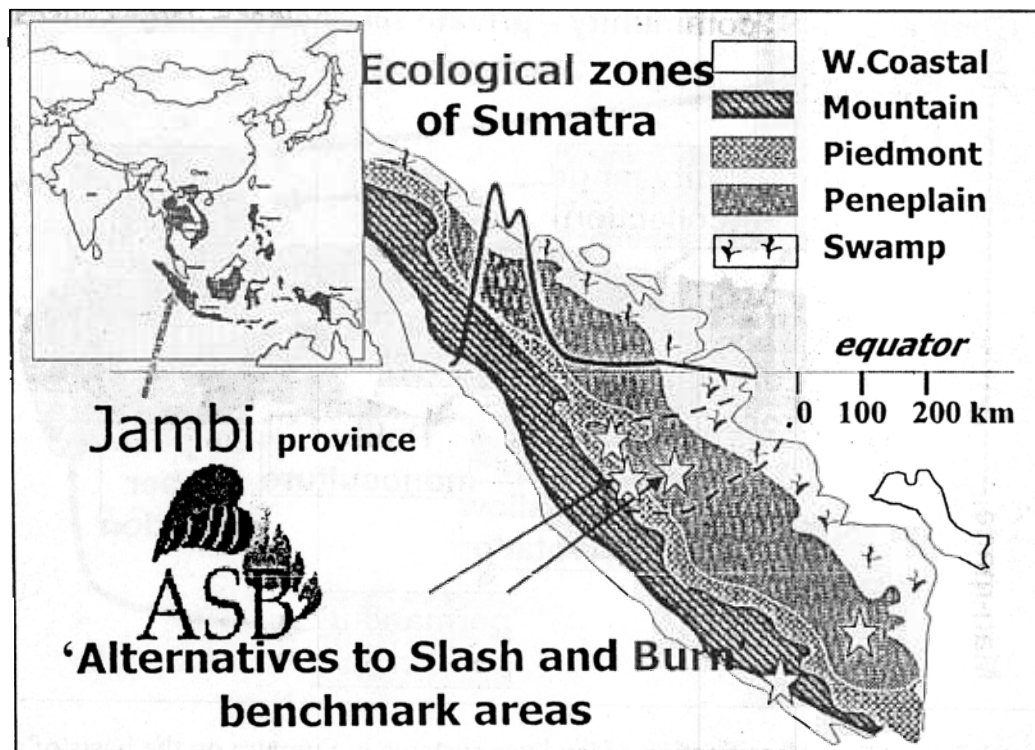 Ecological zones
of Sumatra
W.Coastal
Mountain
Piedmont
Peneplain
Swamp
equator
0 100 200 km
Jambi province
ASB
‘Alternatives to Slash and Burn
benchmark areas